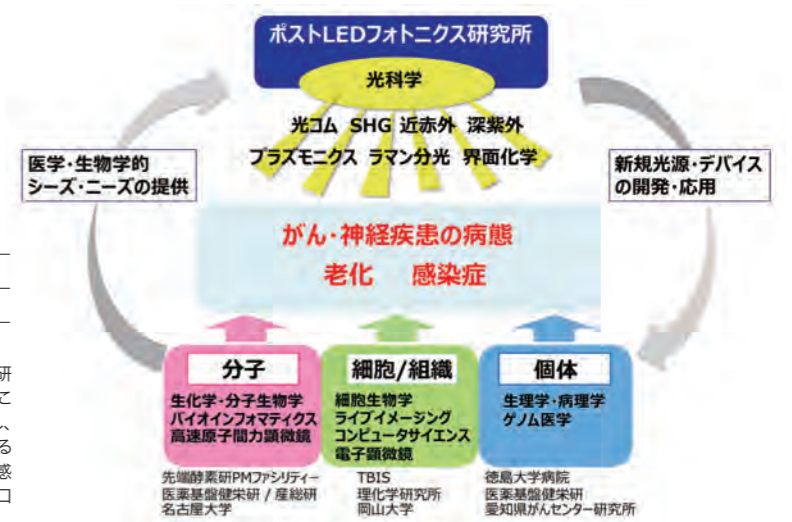 ポストLEDフォトニクス研究所
光科学
光コム SHG 近赤外 深紫外
プラズモニクス ラマン分光 界面化学
医学・生物学的
シーズ・ニーズの提供
新規光源・デバイス
の開発・応用
がん・神経疾患の病態
老化 感染症
分子
生化学・分子生物学
バイオインフォマティクス
高速原子間力顕微鏡
細胞/組織
細胞生物学
ライブイメージング
コンピュータサイエンス
電子顕微鏡
個体
生理学・病理学
ゲノム医学
先端酵素研PMファシリティー
医薬基盤健栄研 / 産総研
名古屋大学
TBIS
理化学研究所
岡山大学
徳島大学病院
医薬基盤健栄研
愛知県がんセンター研究所
研
こ
、
る
感
口